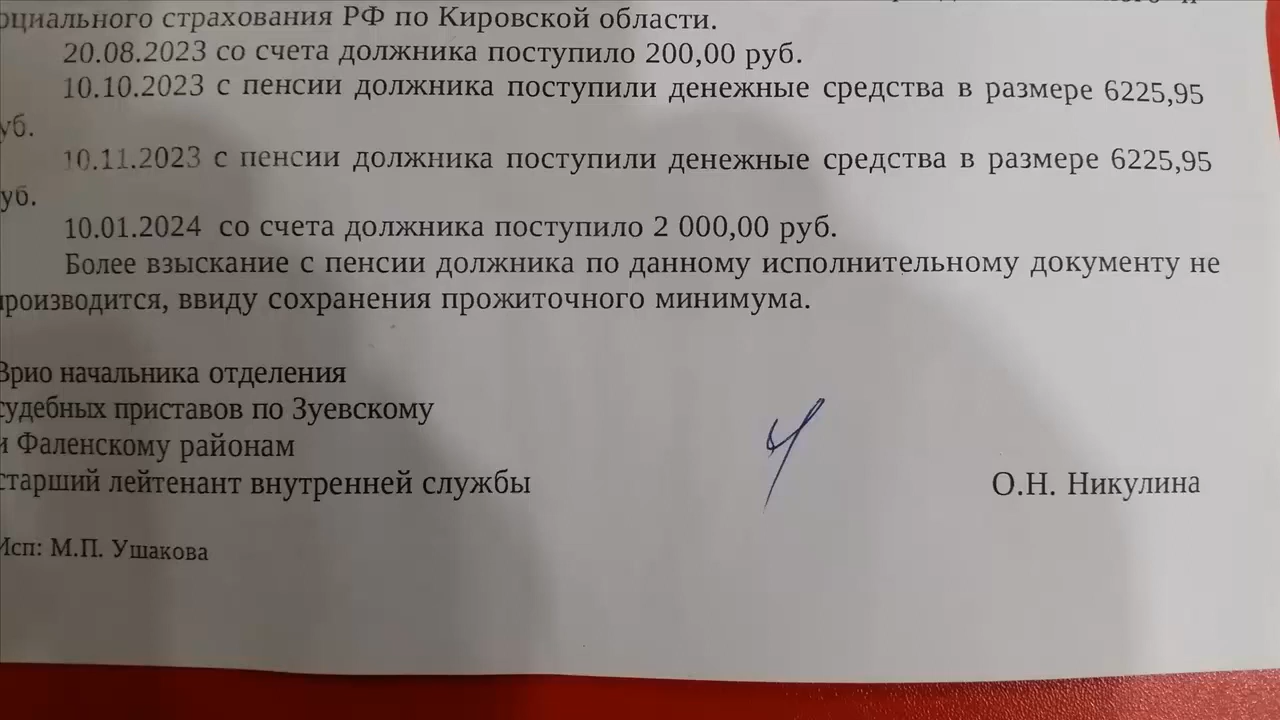 оциального страхования РФ по Кировской области.
20.08.2023 со счета должника поступило 200,00 руб.
10.10.2023 с пенсии должника поступили денежные средства в размере 6225,95
уб.
10.11.2023 с пенсии должника поступили денежные средства в размере 6225,95
уб.
10.01.2024 со счета должника поступило 2 000,00 руб.
Более взыскание с пенсии должника по данному исполнительному документу не
производится, ввиду сохранения прожиточного минимума.
Врио начальника отделения
судебных приставов по Зуевскому
и Фаленскому районам
старший лейтенант внутренней службы
О.Н. Никулина
Исп: М.П. Ушакова